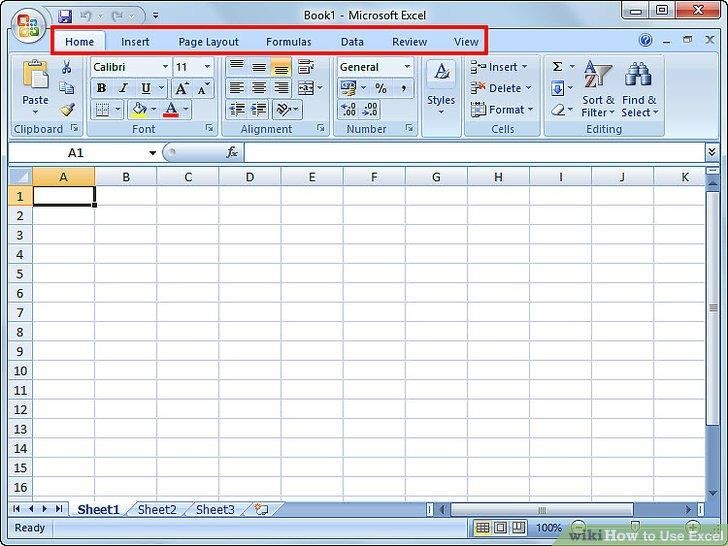 Book1 - Microsoft Excel
Home Insert Page Layout Formulas Data Review View
Calibri 11 General Insert Σ
B I U $ % , Delete
Paste Styles Sort & Filter Find & Select
A Format
Clipboard Font Alignment Number Cells Editing
A1 fx
A B C D E F G H I J K
1
2
3
4
5
6
7
8
9
10
11
12
13
14
15
16
Sheet1 Sheet2 Sheet3
Ready 100%
wikiHow to Use Excel